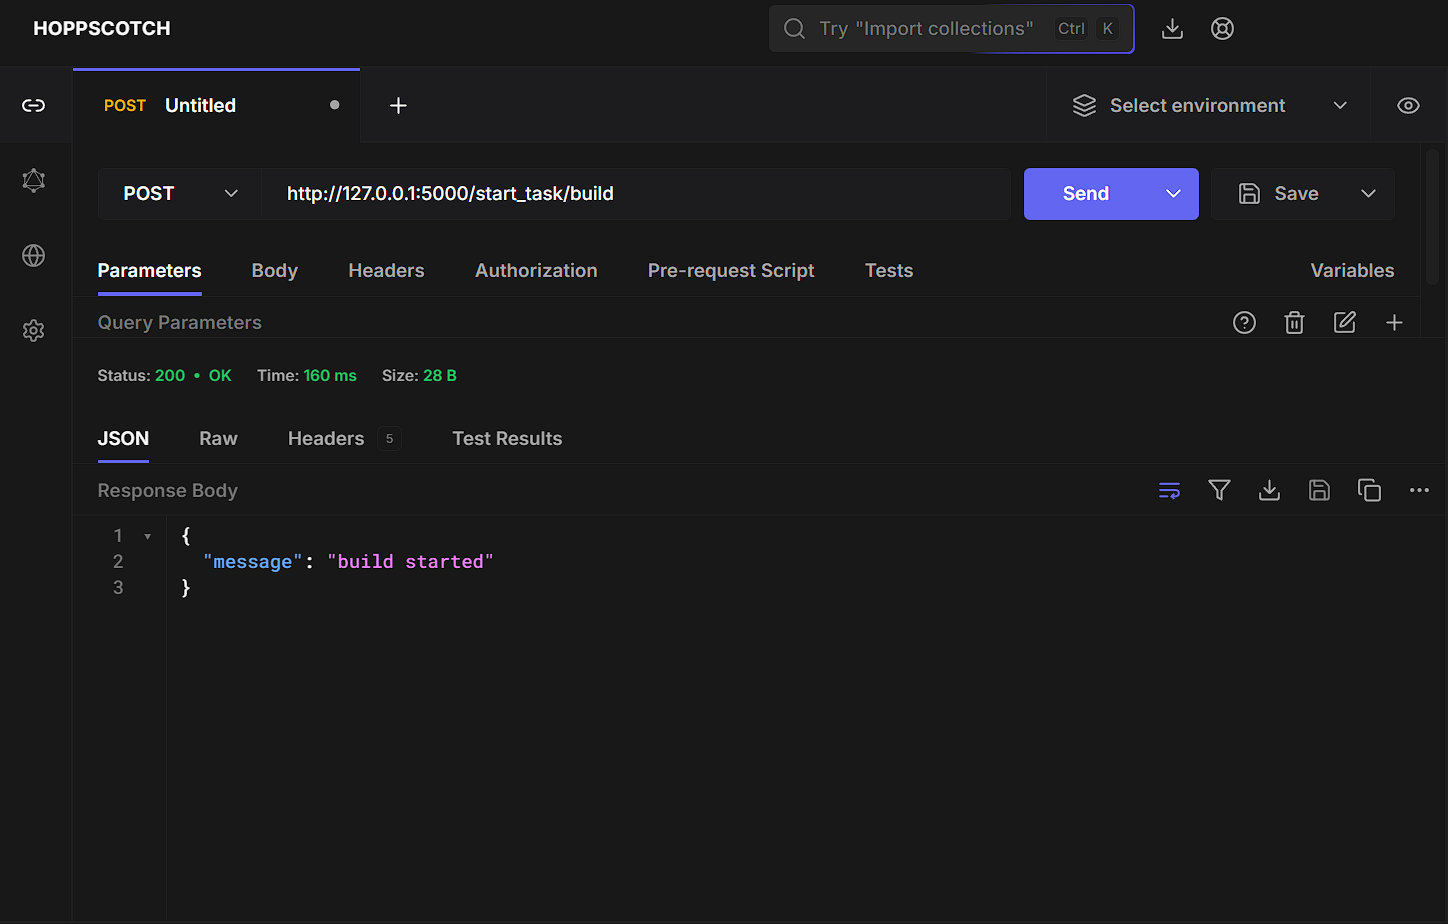 HOPPSCOTCH
Try "Import collections" Ctrl K
POST Untitled
Select environment
POST http://127.0.0.1:5000/start_task/build Send Save
Parameters Body Headers Authorization Pre-request Script Tests Variables
Query Parameters
Status: 200 • OK Time: 160 ms Size: 28 B
JSON Raw Headers 5 Test Results
Response Body
1 {
2 "message": "build started"
3 }